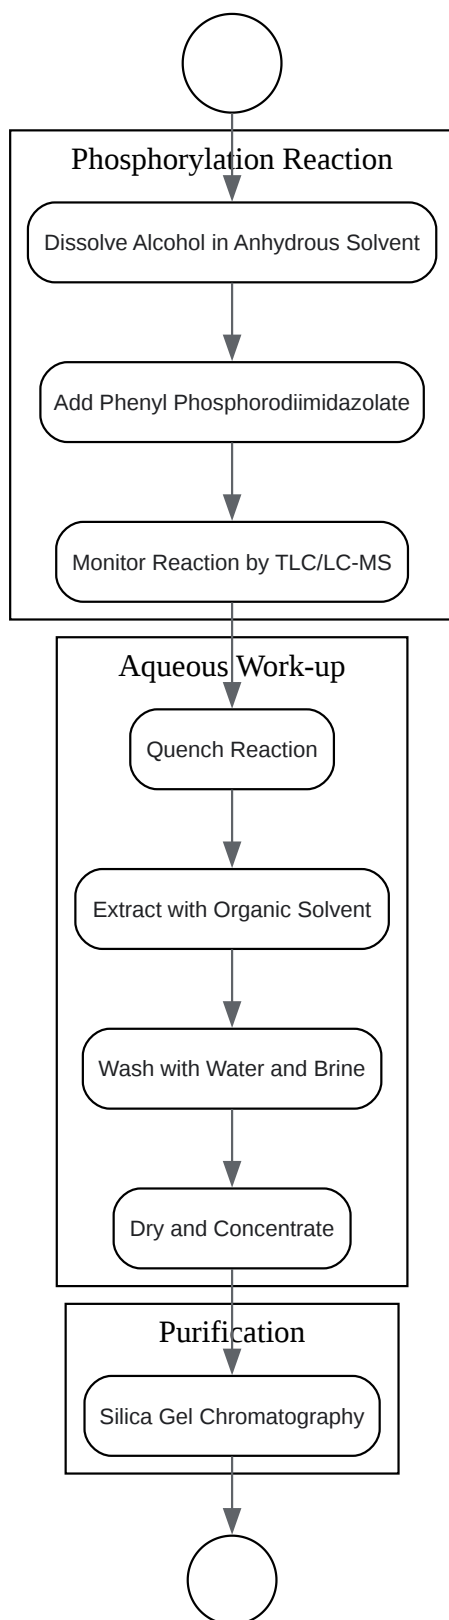 Phosphorylation Reaction
Dissolve Alcohol in Anhydrous Solvent
Add Phenyl Phosphorodiimidazolate
Monitor Reaction by TLC/LC-MS
Aqueous Work-up
Quench Reaction
Extract with Organic Solvent
Wash with Water and Brine
Dry and Concentrate
Purification
Silica Gel Chromatography